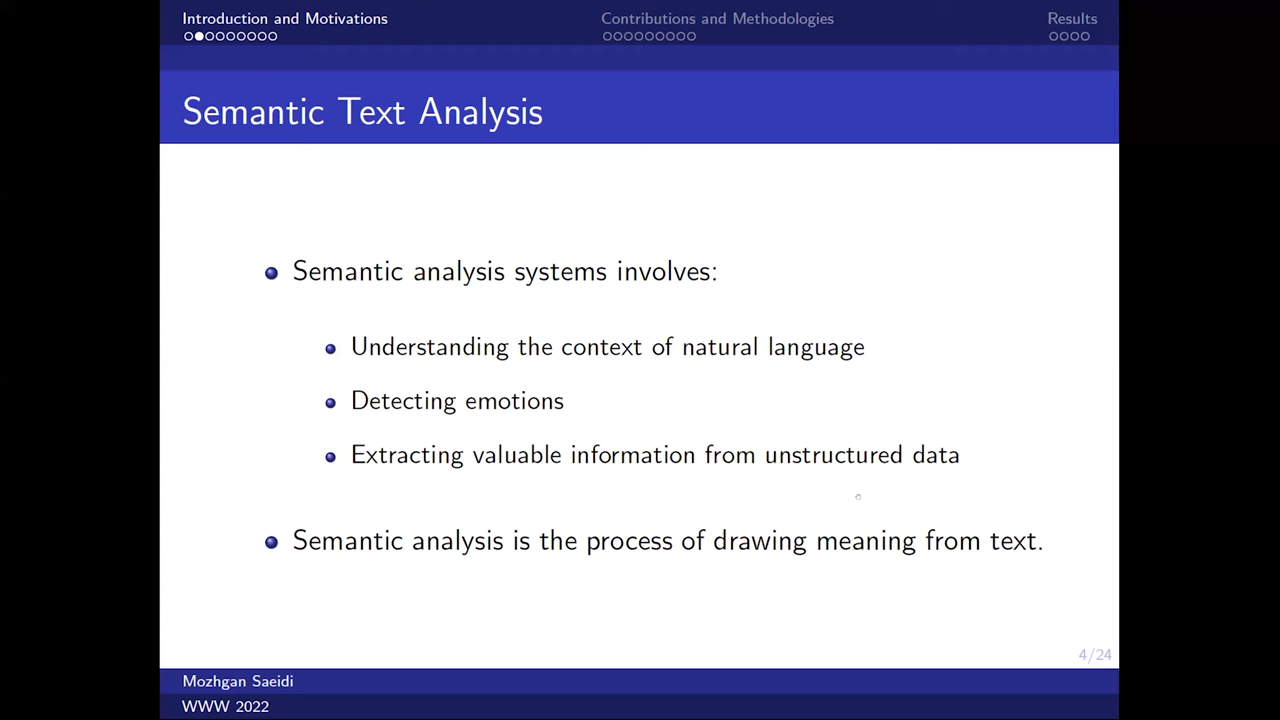 Introduction and Motivations
Contributions and Methodologies
Results
Semantic Text Analysis
Semantic analysis systems involves:
Understanding the context of natural language
Detecting emotions
Extracting valuable information from unstructured data
Semantic analysis is the process of drawing meaning from text.
4/24
Mozhgan Saeidi
WWW 2022